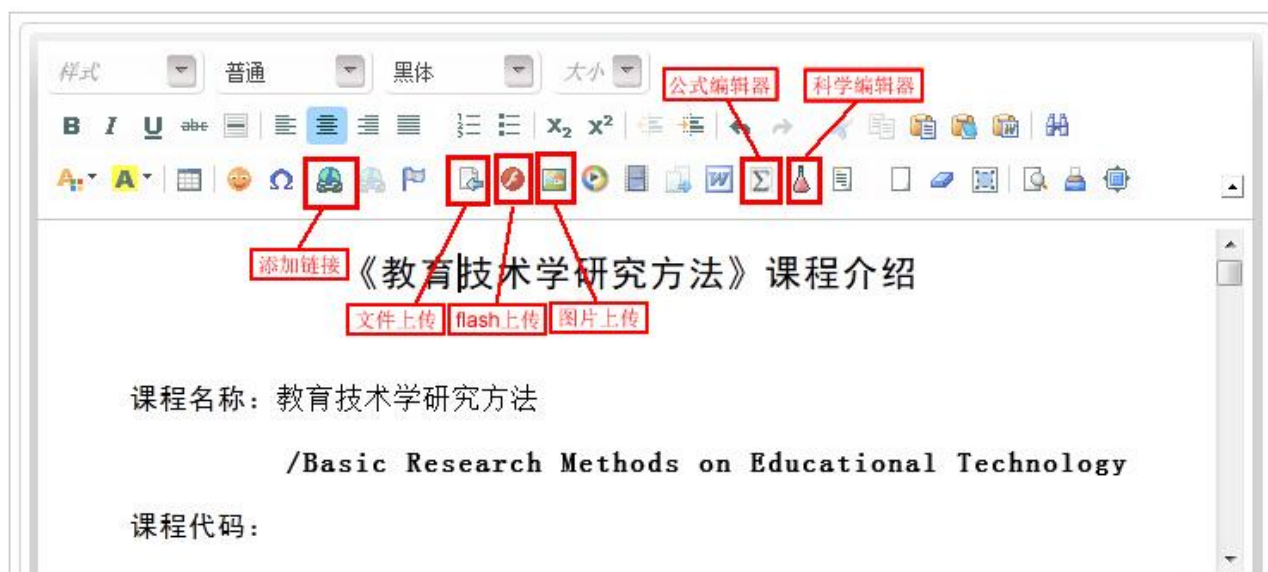 样式 普通 黑体 大小
公式编辑器 科学编辑器
B I U abc X₂ X²
A A Ω W Σ
添加链接
《教育技术学研究方法》课程介绍
文件上传 flash上传 图片上传
课程名称：教育技术学研究方法
/Basic Research Methods on Educational Technology
课程代码：